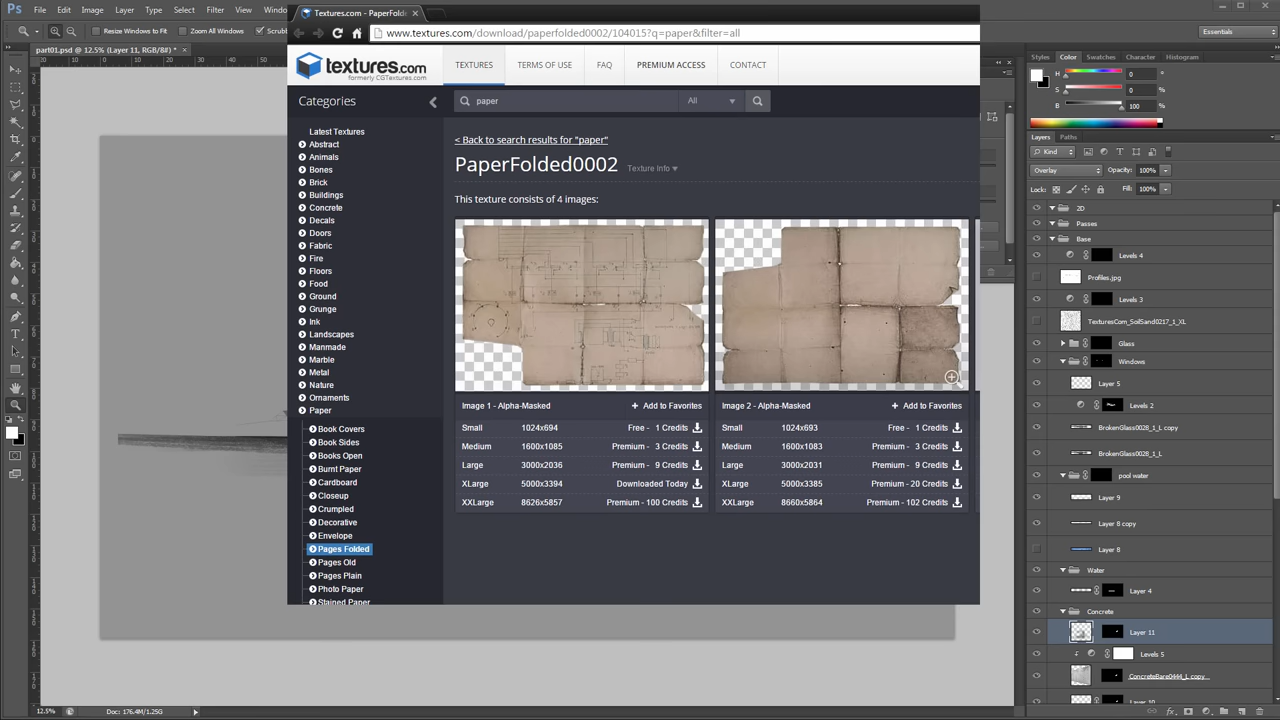 Ps File Edit Image Layer Type Select Filter View Window Help
Essentials
Resize Windows to Fit
Zoom All Windows
Scrubby
part01.psd @ 12.5% (Layer 11, RGB/8#) *
Textures.com - PaperFolde
www.textures.com/download/paperfolded0002/104015?q=paper&filter=all
textures.com
formerly CGTextures.com
TEXTURES
TERMS OF USE
FAQ
PREMIUM ACCESS
CONTACT
Categories
paper
All
Latest Textures
Abstract
Animals
Bones
Brick
Buildings
Concrete
Decals
Doors
Fabric
Fire
Floors
Food
Ground
Grunge
Ink
Landscapes
Manmade
Marble
Metal
Nature
Ornaments
Paper
Book Covers
Book Sides
Books Open
Burnt Paper
Cardboard
Closeup
Crumpled
Decorative
Envelope
Pages Folded
Pages Old
Pages Plain
Photo Paper
Stained Paper
< Back to search results for "paper"
PaperFolded0002
Texture Info
This texture consists of 4 images:
Image 1 - Alpha-Masked + Add to Favorites
Small 1024x694 Free - 1 Credits
Medium 1600x1085 Premium - 3 Credits
Large 3000x2036 Premium - 9 Credits
XLarge 5000x3394 Downloaded Today
XXLarge 8626x5857 Premium - 100 Credits
Image 2 - Alpha-Masked + Add to Favorites
Small 1024x693 Free - 1 Credits
Medium 1600x1083 Premium - 3 Credits
Large 3000x2031 Premium - 9 Credits
XLarge 5000x3385 Premium - 20 Credits
XXLarge 8660x5864 Premium - 102 Credits
Color Swatches Channels Character Histogram
H 0 °
S 0 %
B 100 %
Layers Paths
Kind
Overlay Opacity: 100%
Lock: Fill: 100%
2D
Passes
Base
Levels 4
Profiles.jpg
Levels 3
TexturesCom_SoilSand0217_1_XL
Glass
Windows
Layer 5
Levels 2
BrokenGlass0028_1_L copy
BrokenGlass0028_1_L
pool water
Layer 9
Layer 8 copy
Layer 8
Water
Layer 4
Concrete
Layer 11
Levels 5
ConcreteBare0444_L copy
Layer 10
12.5% Doc: 176.4M/1.25G